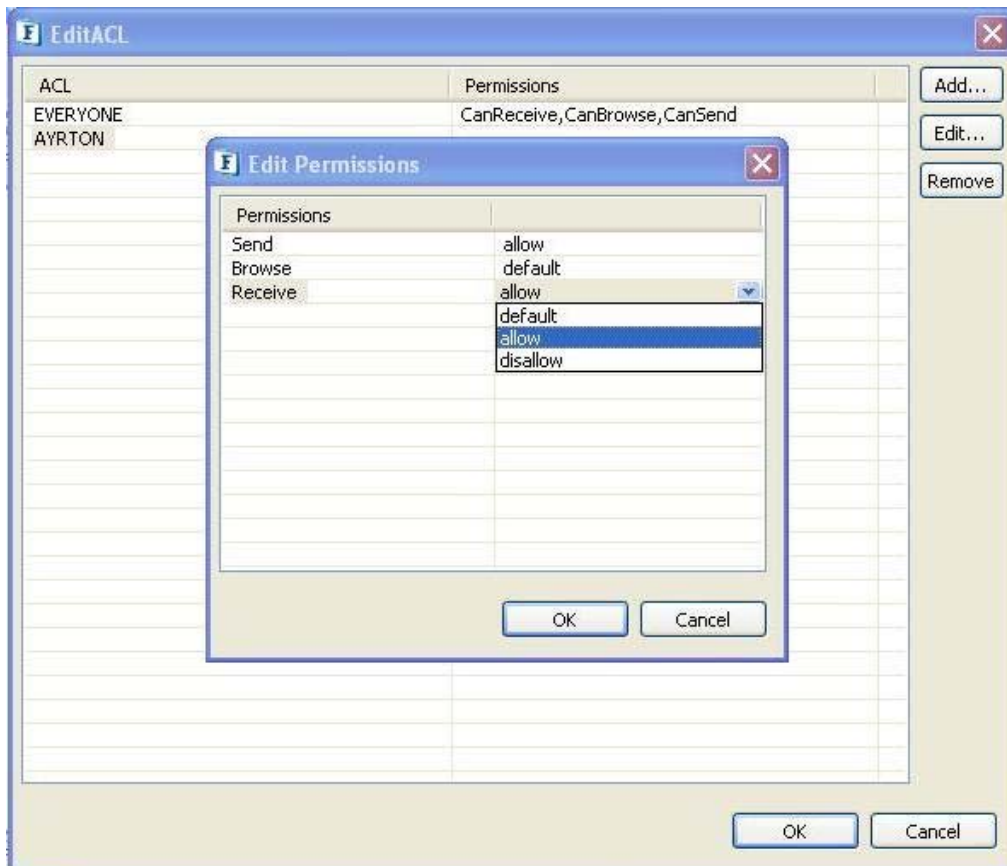 EditACL
ACL Permissions
EVERYONE CanReceive,CanBrowse,CanSend
AYRTON
Add...
Edit...
Remove
Edit Permissions
Permissions
Send allow
Browse default
Receive allow
default
allow
disallow
OK Cancel
OK Cancel